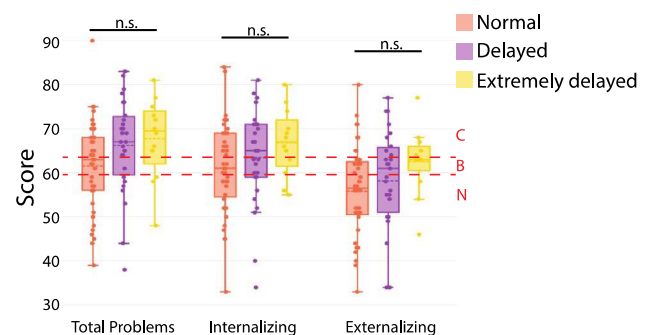 n.s.
n.s.
n.s.
Normal
Delayed
Extremely delayed
90
80
70
60
50
40
30
Score
C
B
N
Total Problems
Internalizing
Externalizing